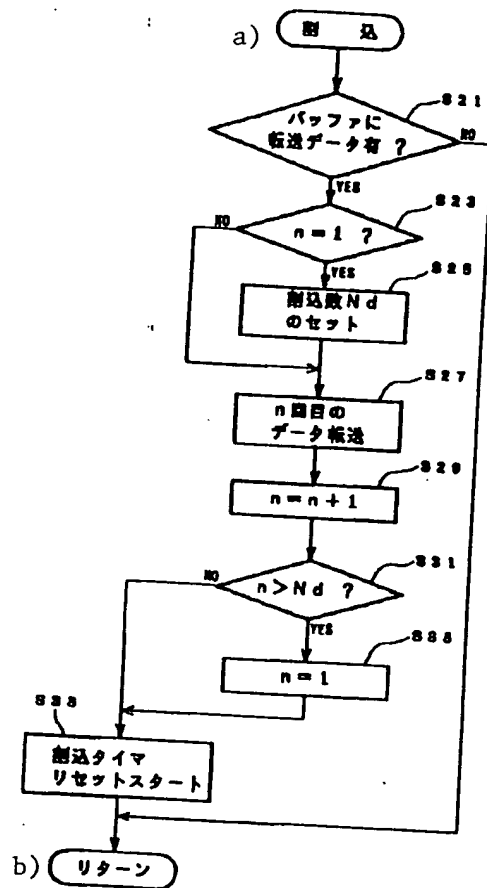 a) 割 込
S21
バッファに
転送データ有 ?
NO
YES
S23
NO
n = 1 ?
YES
S25
割込数Nd
のセット
S27
n回目の
データ転送
S29
n = n + 1
S31
NO
n > Nd ?
YES
S35
n = 1
S33
割込タイマ
リセットスタート
b) リターン